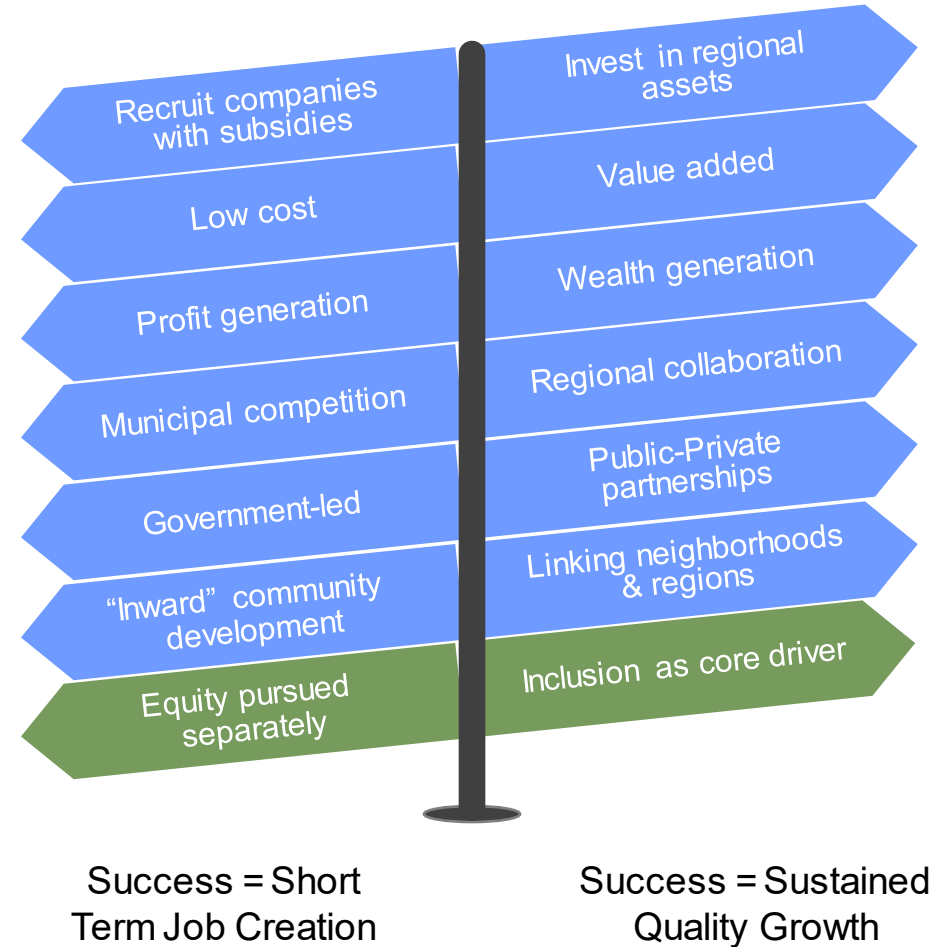 Recruit companies
with subsidies
Invest in regional
assets
Low cost
Value added
Profit generation
Wealth generation
Municipal competition
Regional collaboration
Government-led
Public-Private
partnerships
“Inward” community
development
Linking neighborhoods
& regions
Equity pursued
separately
Inclusion as core driver
Success = Short
Term Job Creation
Success = Sustained
Quality Growth